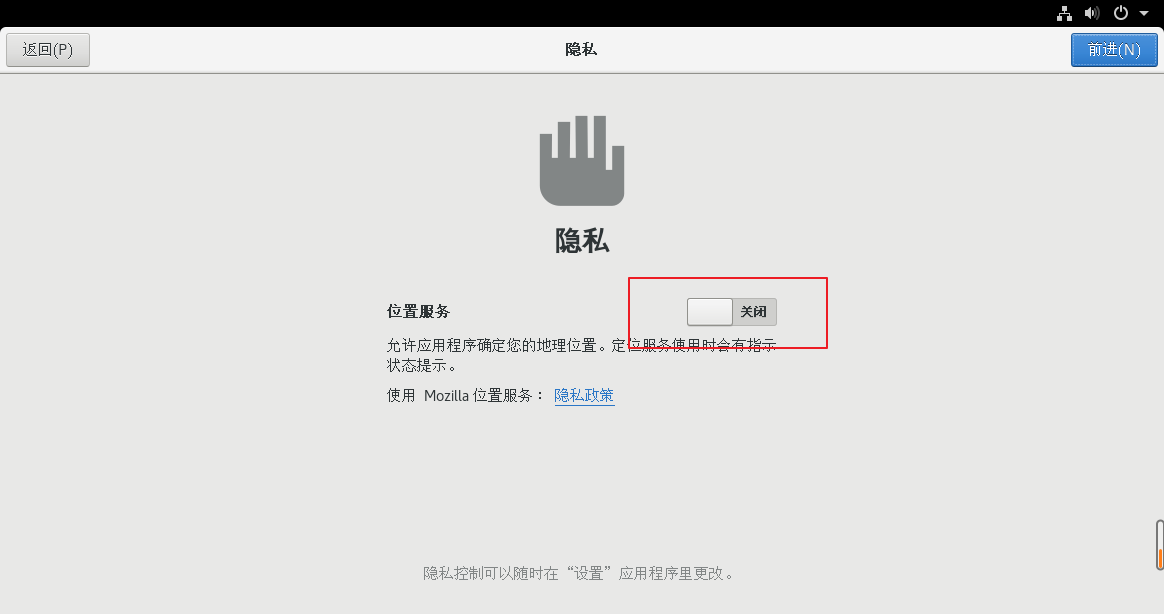 返回(P)
隐私
前进(N)
隐私
位置服务
关闭
允许应用程序确定您的地理位置。定位服务使用时会有指示
状态提示。
使用 Mozilla 位置服务： 隐私政策
隐私控制可以随时在“设置”应用程序里更改。